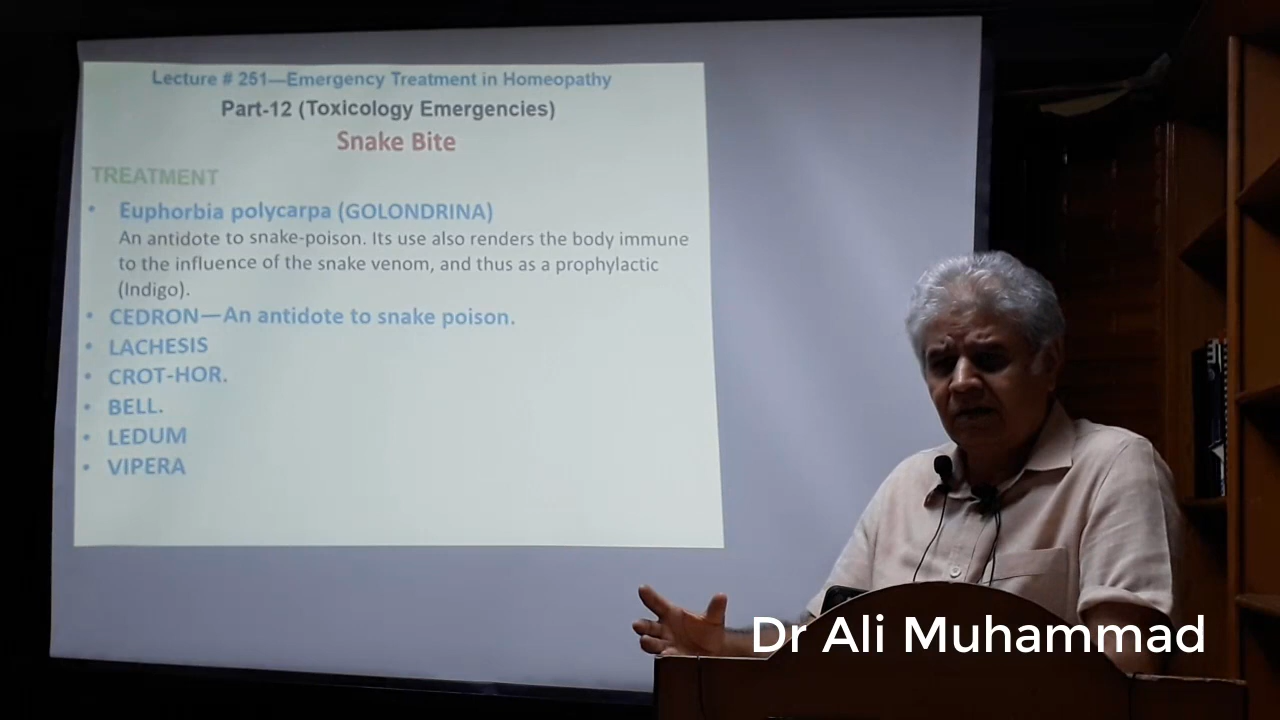 Lecture # 251—Emergency Treatment in Homeopathy
Part-12 (Toxicology Emergencies)
Snake Bite
TREATMENT
• Euphorbia polycarpa (GOLONDRINA)
An antidote to snake-poison. Its use also renders the body immune
to the influence of the snake venom, and thus as a prophylactic
(Indigo).
• CEDRON—An antidote to snake poison.
• LACHESIS
• CROT-HOR.
• BELL.
• LEDUM
• VIPERA
Dr Ali Muhammad